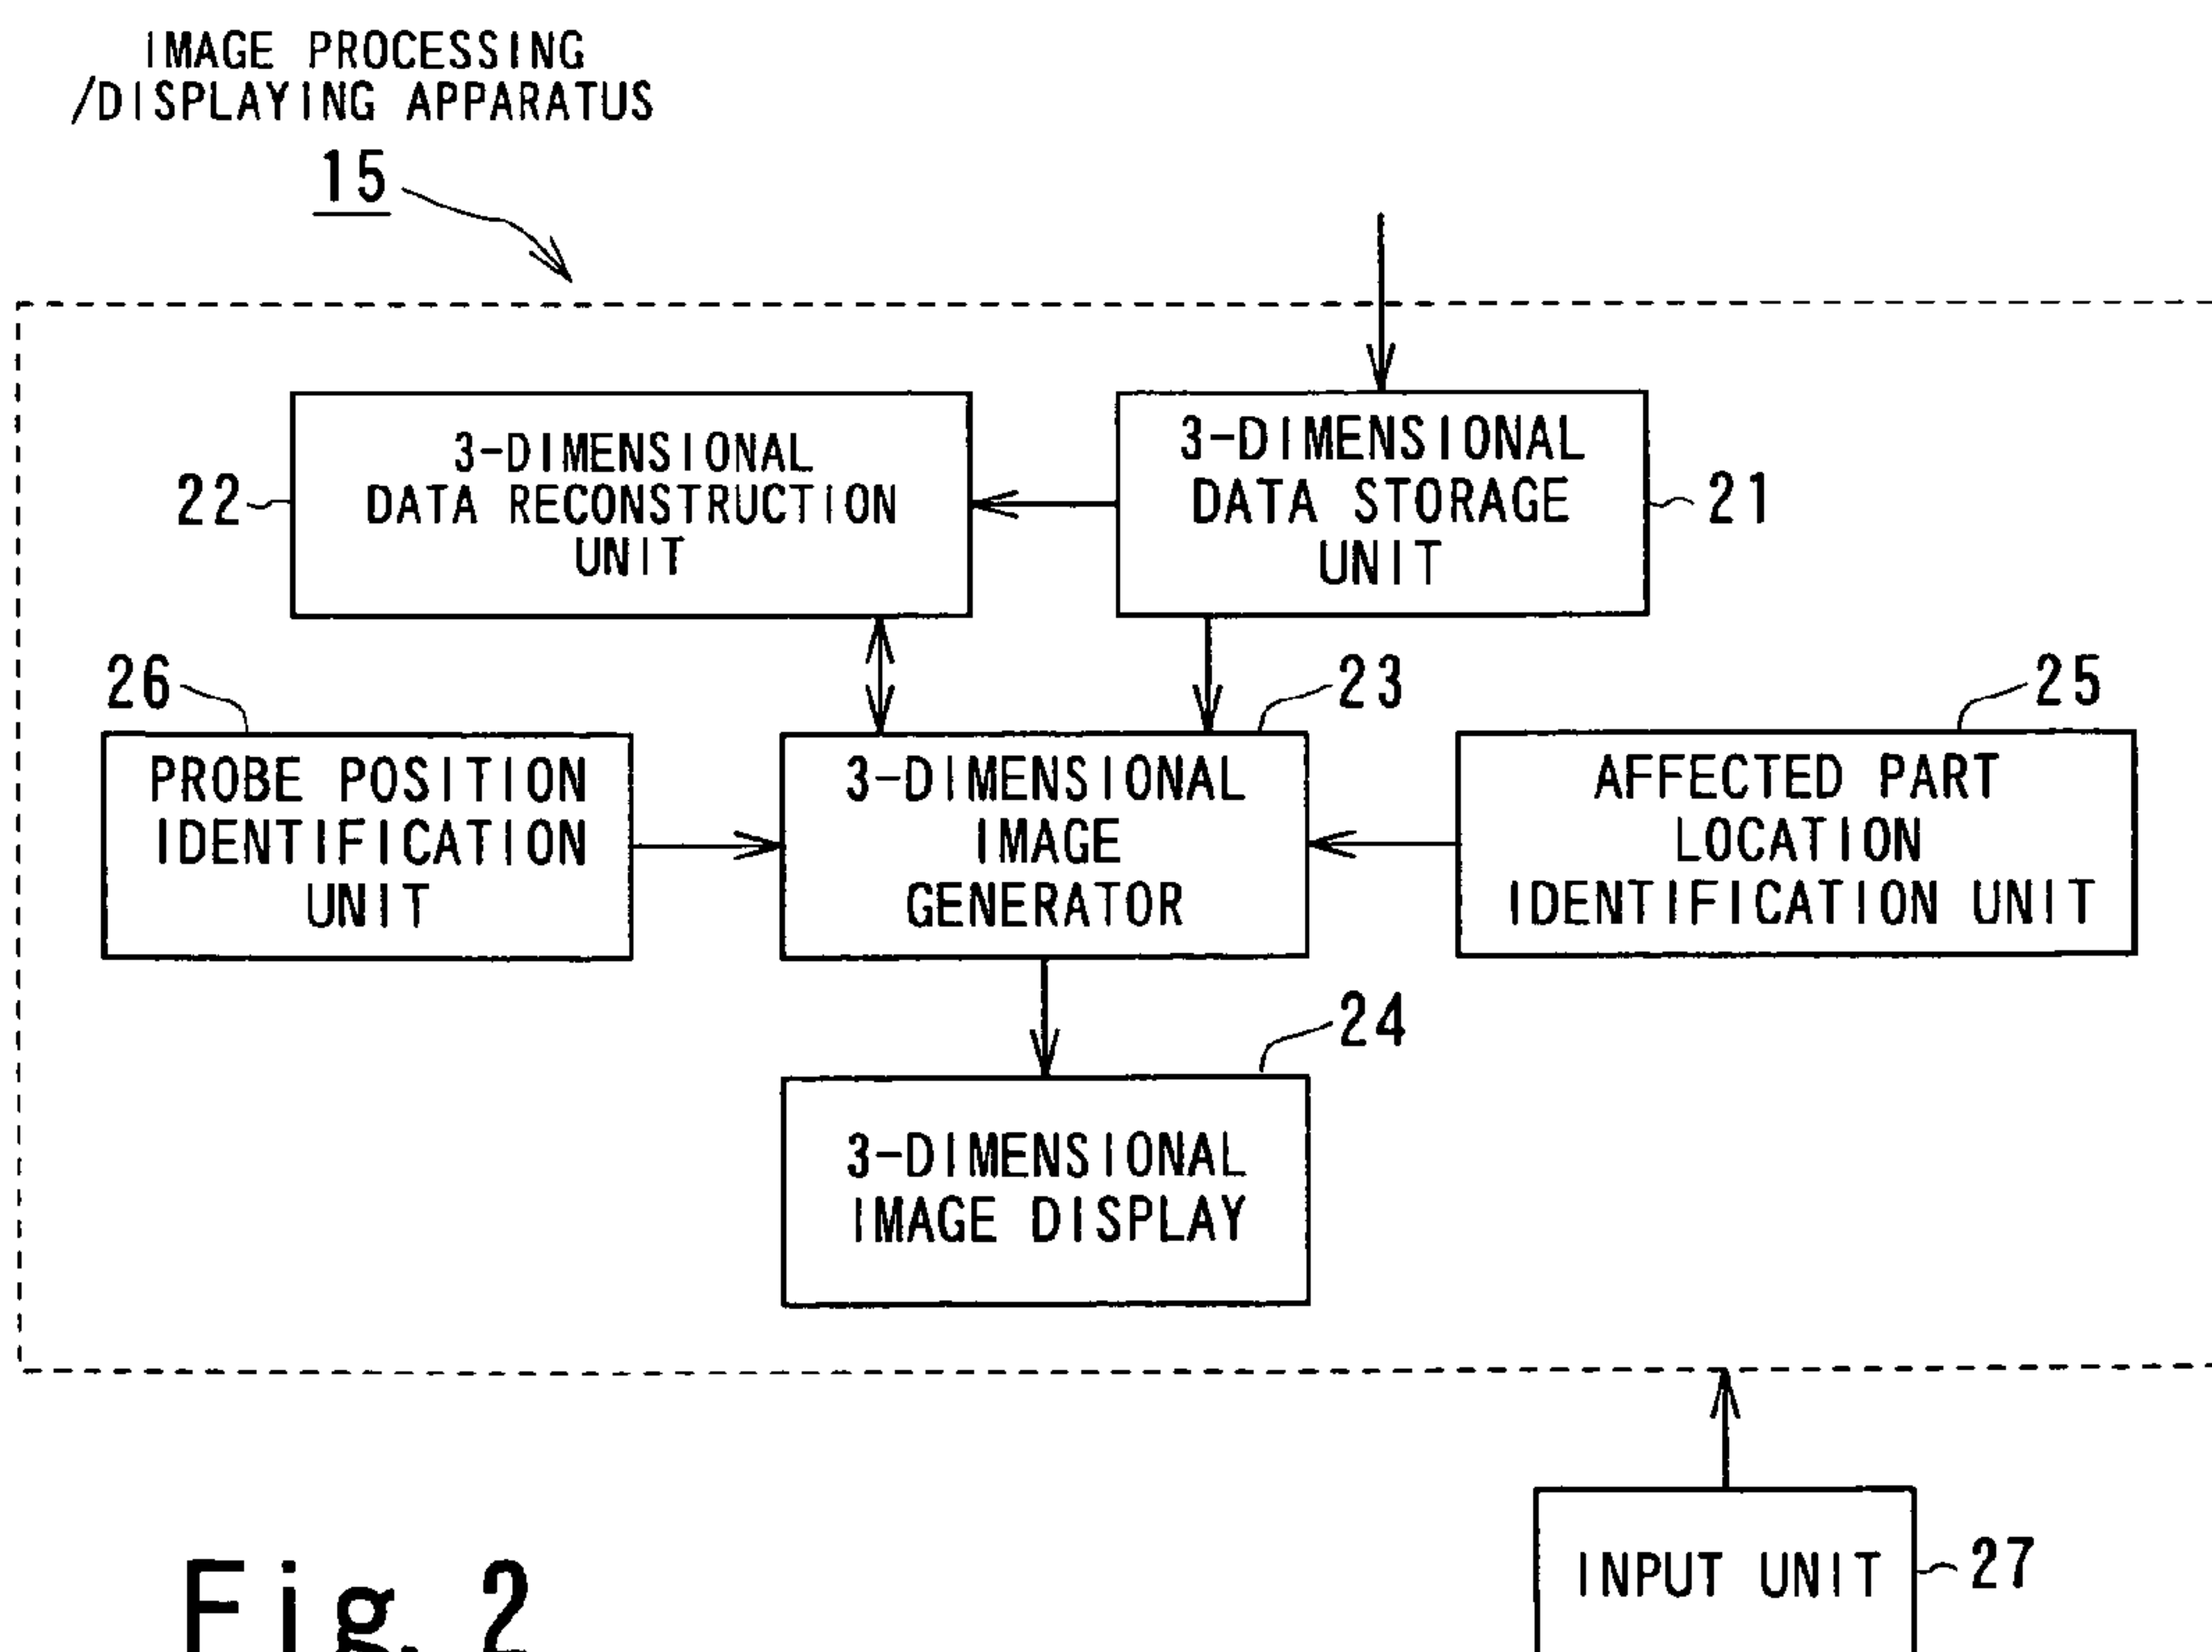 IMAGE PROCESSING
/DISPLAYING APPARATUS
15
3-DIMENSIONAL
DATA RECONSTRUCTION
UNIT
22
3-DIMENSIONAL
DATA STORAGE
UNIT
21
26
PROBE POSITION
IDENTIFICATION
UNIT
23
3-DIMENSIONAL
IMAGE
GENERATOR
25
AFFECTED PART
LOCATION
IDENTIFICATION UNIT
24
3-DIMENSIONAL
IMAGE DISPLAY
INPUT UNIT
27
Fig. 2